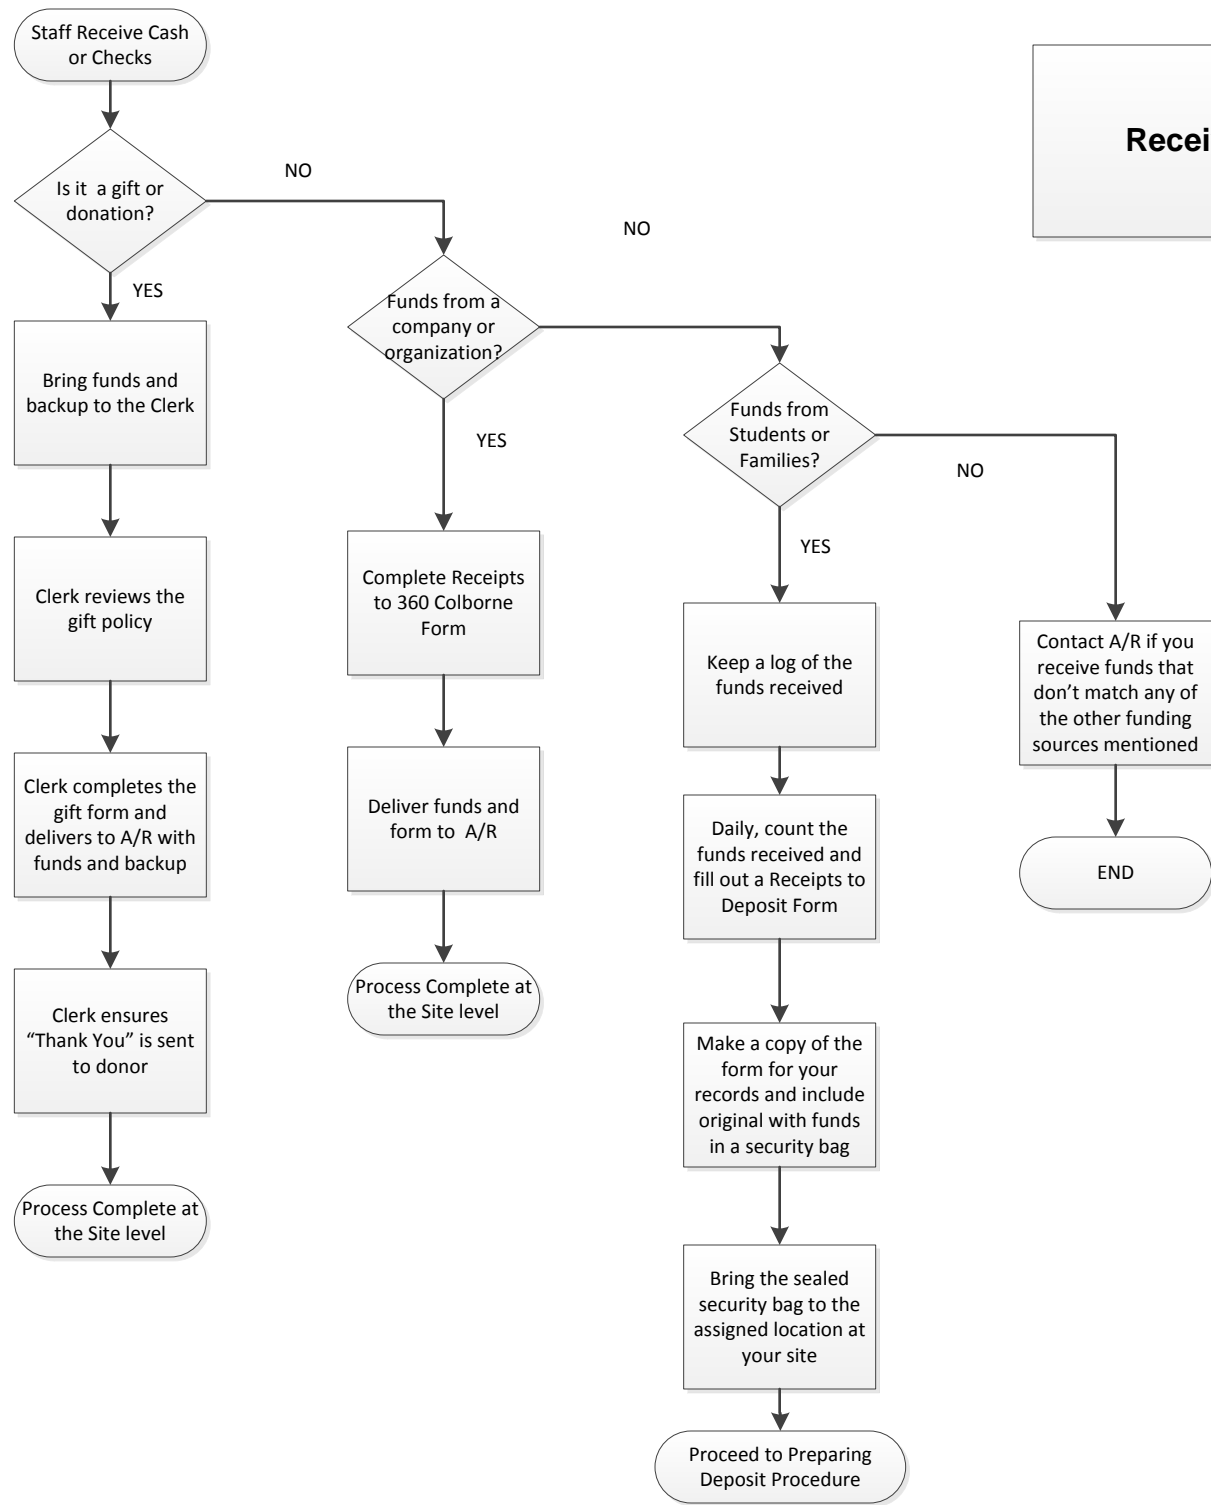 Staff Receive Cash
or Checks
Is it a gift or
donation?
NO
NO
YES
Bring funds and
backup to the Clerk
Clerk reviews the
gift policy
Clerk completes the
gift form and
delivers to A/R with
funds and backup
Clerk ensures
“Thank You” is sent
to donor
Process Complete at
the Site level
Funds from a
company or
organization?
YES
Complete Receipts
to 360 Colborne
Form
Deliver funds and
form to A/R
Process Complete at
the Site level
Funds from
Students or
Families?
NO
YES
Keep a log of the
funds received
Daily, count the
funds received and
fill out a Receipts to
Deposit Form
Make a copy of the
form for your
records and include
original with funds
in a security bag
Bring the sealed
security bag to the
assigned location at
your site
Proceed to Preparing
Deposit Procedure
Contact A/R if you
receive funds that
don’t match any of
the other funding
sources mentioned
END